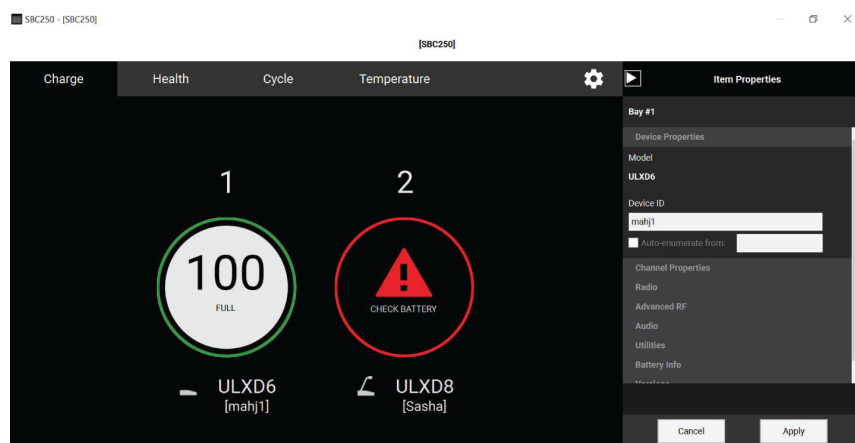 SBC250 - [SBC250]
[SBC250]
Charge Health Cycle Temperature
Item Properties
Bay #1
Device Properties
Model
ULXD6
Device ID
mahj1
Auto-enumerate from:
Channel Properties
Radio
Advanced RF
Audio
Utilities
Battery Info
Versions
Cancel Apply
1
100
FULL
ULXD6
[mahj1]
2
CHECK BATTERY
ULXD8
[Sasha]